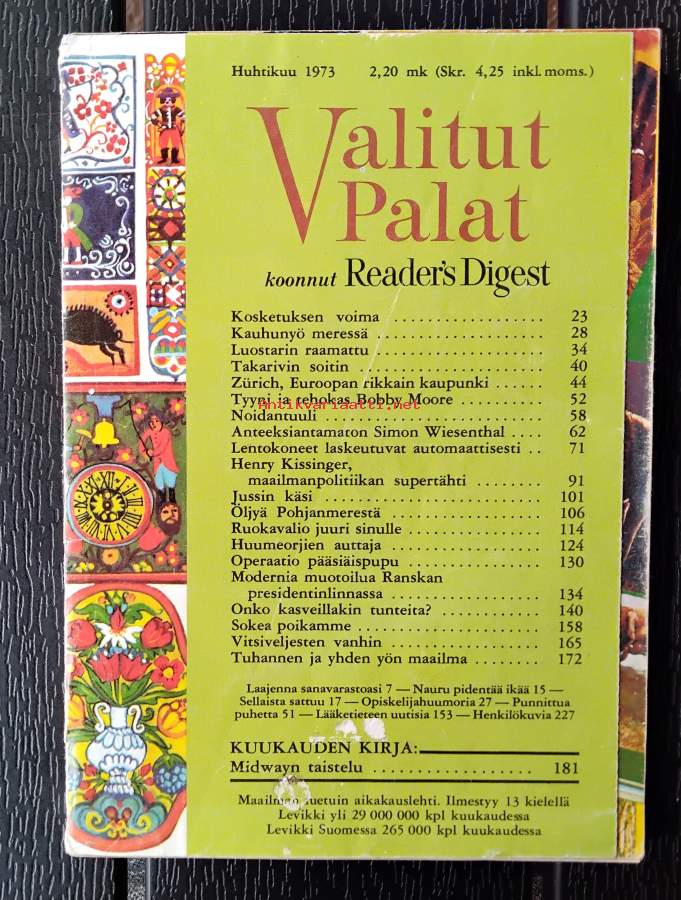 Huhtikuu 1973 2,20 mk (Skr. 4,25 inkl. moms.)
Valitut
Palat
koonnut Reader's Digest
Kosketuksen voima .................. 23
Kauhunyö meressä .................. 28
Luostarin raamattu .................. 34
Takarivin soitin .................. 40
Zürich, Euroopan rikkain kaupunki ...... 44
Tyyni ja tehokas Bobby Moore ......... 52
antikvariaatti.net
Noidantuuli .................. 58
Anteeksiantamaton Simon Wiesenthal .... 62
Lentokoneet laskeutuvat automaattisesti .. 71
Henry Kissinger,
maailmanpolitiikan supertähti ........ 91
Jussin käsi .................. 101
Öljyä Pohjanmerestä .................. 106
Ruokavalio juuri sinulle .................. 114
Huumeorjien auttaja .................. 124
Operaatio pääsiäispupu .................. 130
Modernia muotoilua Ranskan
presidentinlinnassa .................. 134
Onko kasveillakin tunteita? ............. 140
Sokea poikamme .................. 158
Vitsiveljesten vanhin .................. 165
Tuhannen ja yhden yön maailma ........ 172
Laajenna sanavarastoasi 7 — Nauru pidentää ikää 15 —
Sellaista sattuu 17 — Opiskelijahuumoria 27 — Punnittua
puhetta 51 — Lääketieteen uutisia 153 — Henkilökuvia 227
KUUKAUDEN KIRJA:
Midwayn taistelu .................. 181
Maailman luetuin aikakauslehti. Ilmestyy 13 kielellä
Levikki yli 29 000 000 kpl kuukaudessa
Levikki Suomessa 265 000 kpl kuukaudessa